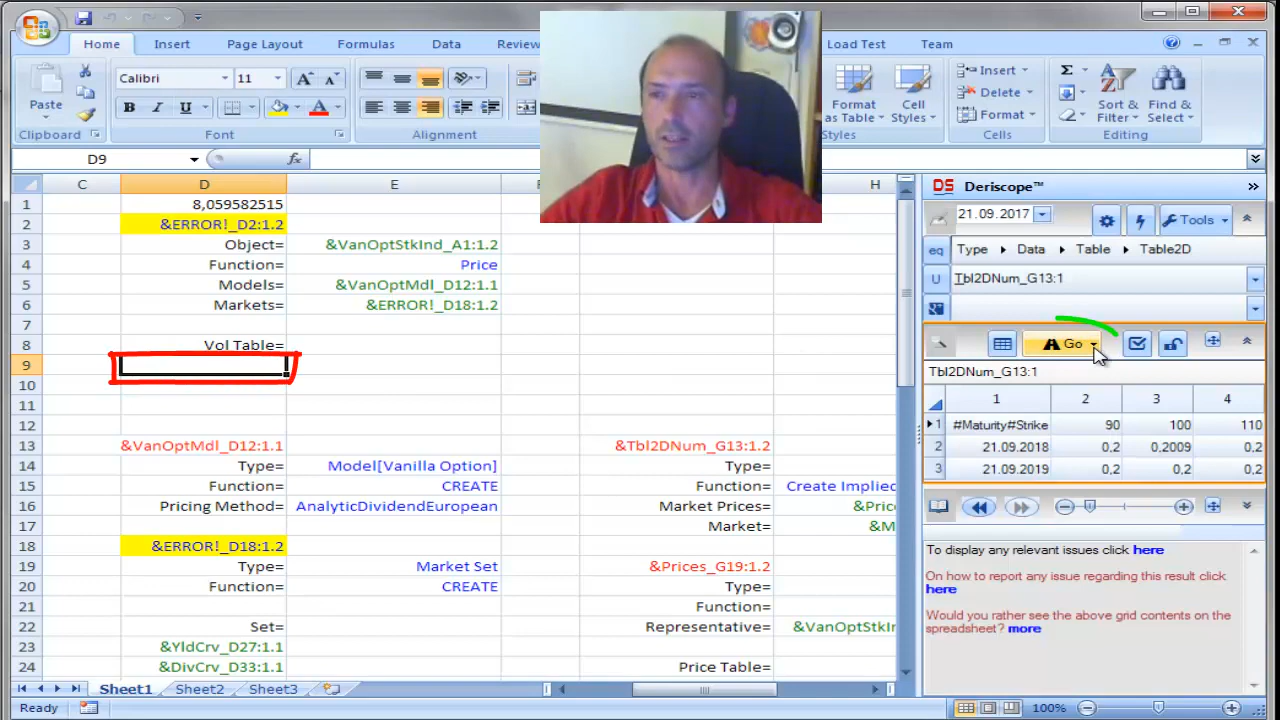 Home Insert Page Layout Formulas Data Review Load Test Team
Calibri 11
Paste
B I U
Format as Table
Cell Styles
Insert
Delete
Format
Sort & Filter
Find & Select
Clipboard Font Alignment Styles Cells Editing
D9 fx
C D E H
1 8,059582515
2 &ERROR!_D2:1.2
3 Object= &VanOptStkInd_A1:1.2
4 Function= Price
5 Models= &VanOptMdl_D12:1.1
6 Markets= &ERROR!_D18:1.2
7
8 Vol Table=
9
10
11
12
13 &VanOptMdl_D12:1.1 &Tbl2DNum_G13:1.2
14 Type= Model[Vanilla Option] Type=
15 Function= CREATE Function= Create Implied
16 Pricing Method= AnalyticDividendEuropean Market Prices= &Pric
17 Market= &M
18 &ERROR!_D18:1.2
19 Type= Market Set &Prices_G19:1.2
20 Function= CREATE Type=
21 Function=
22 Set= Representative= &VanOptStkIn
23 &YldCrv_D27:1.1
24 &DivCrv_D33:1.1 Price Table=
Sheet1 Sheet2 Sheet3
Ready 100%
DS Deriscope™
21.09.2017 Tools
eq Type Data Table Table2D
U Tbl2DNum_G13:1
Go
Tbl2DNum_G13:1
1 2 3 4
1 #Maturity#Strike 90 100 110
2 21.09.2018 0,2 0,2009 0,2
3 21.09.2019 0,2 0,2 0,2
To display any relevant issues click here
On how to report any issue regarding this result click
here
Would you rather see the above grid contents on the
spreadsheet? more